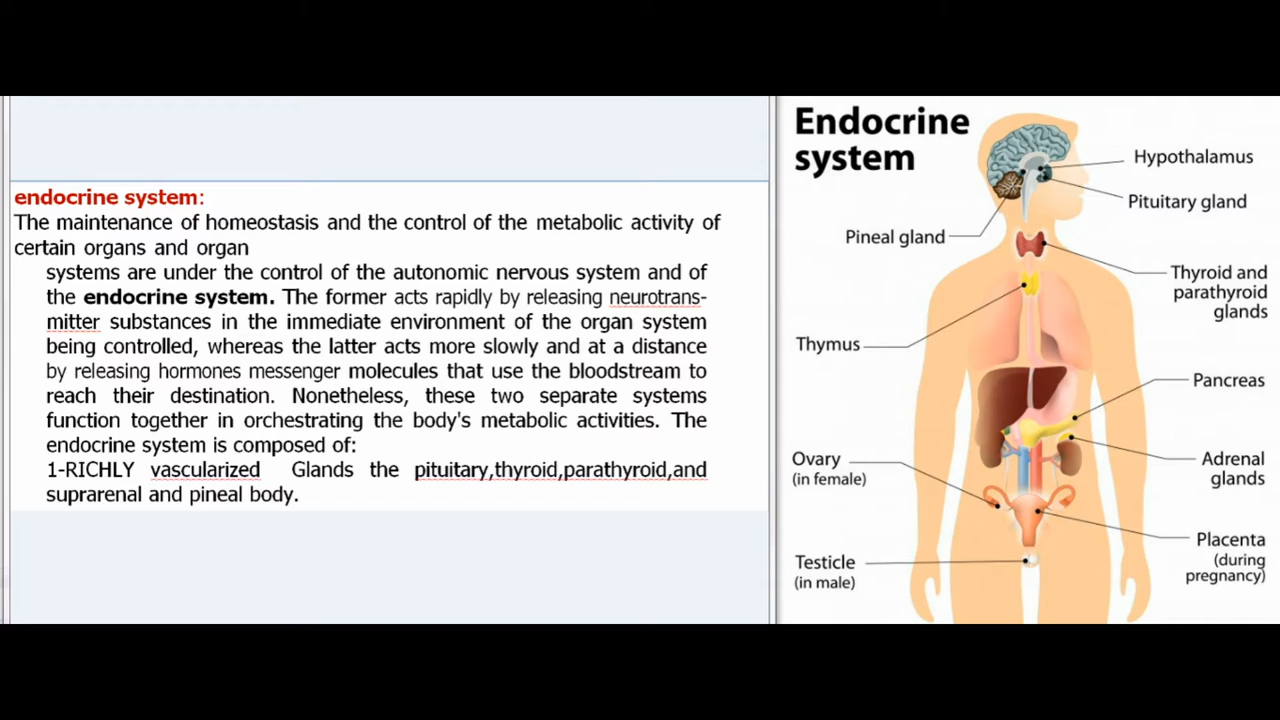 endocrine system:
The maintenance of homeostasis and the control of the metabolic activity of
certain organs and organ
systems are under the control of the autonomic nervous system and of
the endocrine system. The former acts rapidly by releasing neurotrans-
mitter substances in the immediate environment of the organ system
being controlled, whereas the latter acts more slowly and at a distance
by releasing hormones messenger molecules that use the bloodstream to
reach their destination. Nonetheless, these two separate systems
function together in orchestrating the body's metabolic activities. The
endocrine system is composed of:
1-RICHLY vascularized Glands the pituitary,thyroid,parathyroid,and
suprarenal and pineal body.
Endocrine
system
Hypothalamus
Pituitary gland
Pineal gland
Thyroid and
parathyroid
glands
Thymus
Pancreas
Ovary
(in female)
Adrenal
glands
Placenta
(during
pregnancy)
Testicle
(in male)